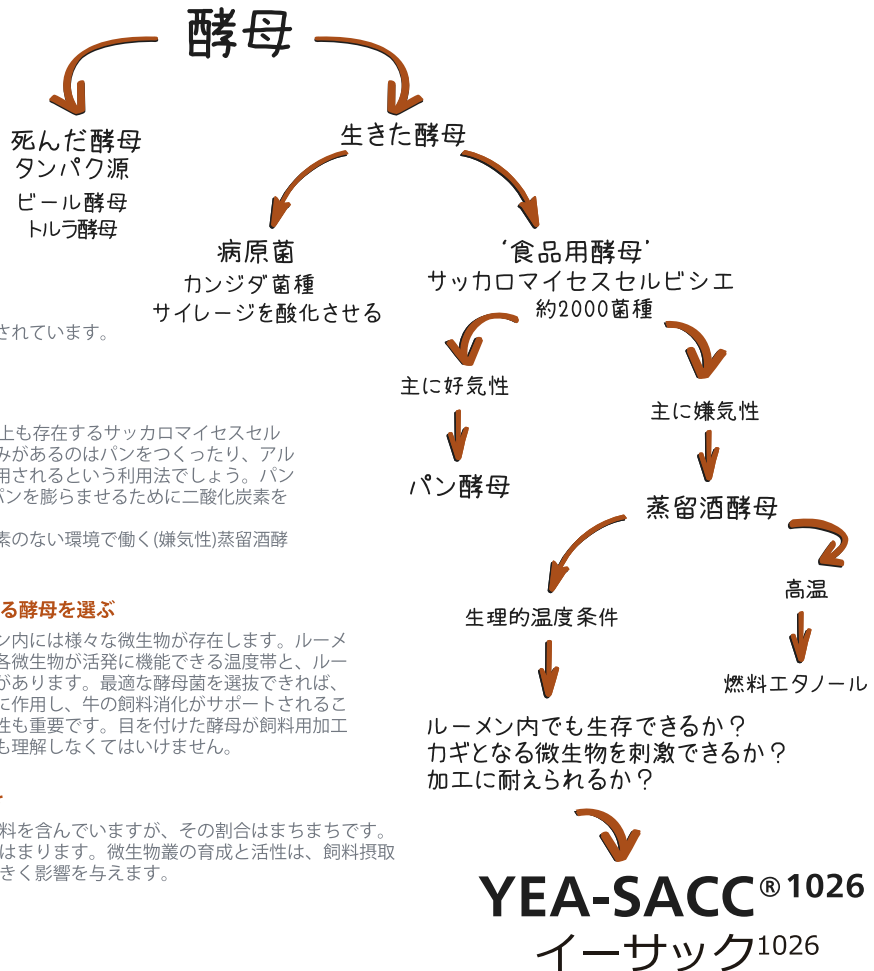 酵母
死んだ酵母
タンパク源
ビール酵母
トルラ酵母
生きた酵母
病原菌
カンジダ菌種
サイレージを酸化させる
‘食品用酵母’
サッカロマイセスセルビシエ
約2000菌種
主に好気性
パン酵母
主に嫌気性
蒸留酒酵母
生理的温度条件
高温
燃料エタノール
ルーメン内でも生存できるか？
カギとなる微生物を刺激できるか？
加工に耐えられるか？
YEA-SACC®1026
イーサック1026
されています。
上も存在するサッカロマイセスセル
みがあるのはパンをつくったり、アル
用されるという利用法でしょう。パン
パンを膨らませるために二酸化炭素を
素のない環境で働く(嫌気性)蒸留酒酵
る酵母を選ぶ
ン内には様々な微生物が存在します。ルーメ
各微生物が活発に機能できる温度帯と、ルー
があります。最適な酵母菌を選抜できれば、
に作用し、牛の飼料消化がサポートされるこ
性も重要です。目を付けた酵母が飼料用加工
も理解しなくてはいけません。
料を含んでいますが、その割合はまちまちです。
はまります。微生物叢の育成と活性は、飼料摂取
きく影響を与えます。